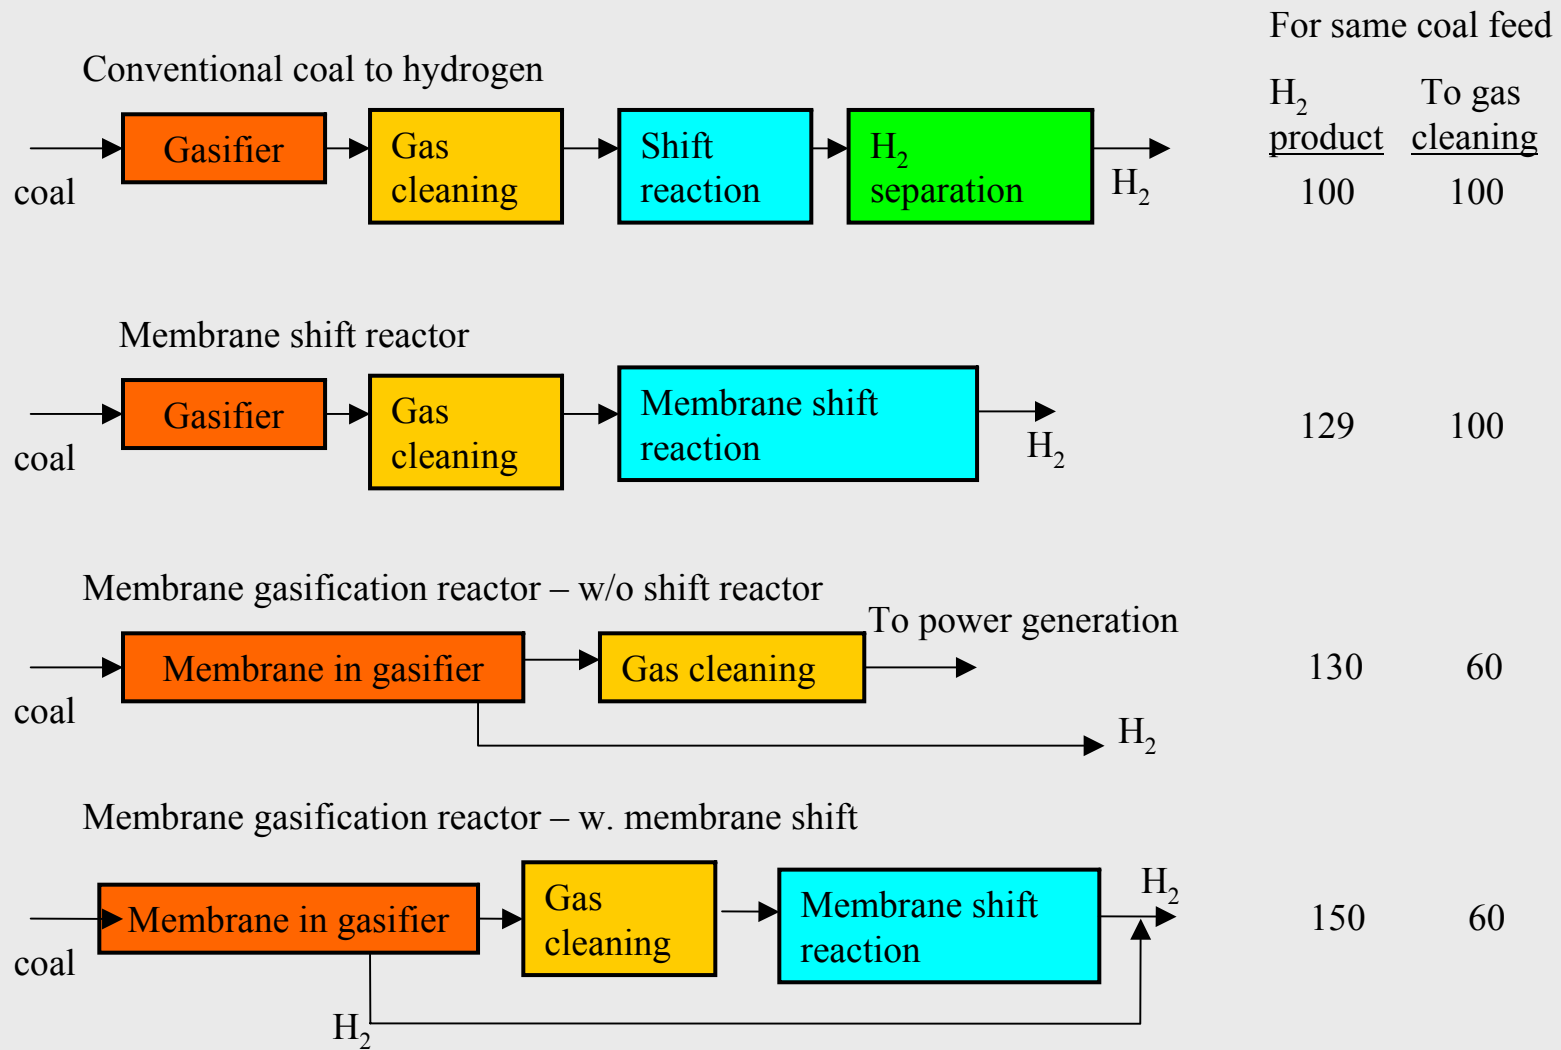 For same coal feed
H₂ product
To gas cleaning
Conventional coal to hydrogen
coal
Gasifier
Gas
cleaning
Shift
reaction
H₂
separation
H₂
100 100
Membrane shift reactor
coal
Gasifier
Gas
cleaning
Membrane shift
reaction
H₂
129 100
Membrane gasification reactor – w/o shift reactor
coal
Membrane in gasifier
Gas cleaning
To power generation
H₂
130 60
Membrane gasification reactor – w. membrane shift
coal
Membrane in gasifier
Gas
cleaning
Membrane shift
reaction
H₂
H₂
150 60